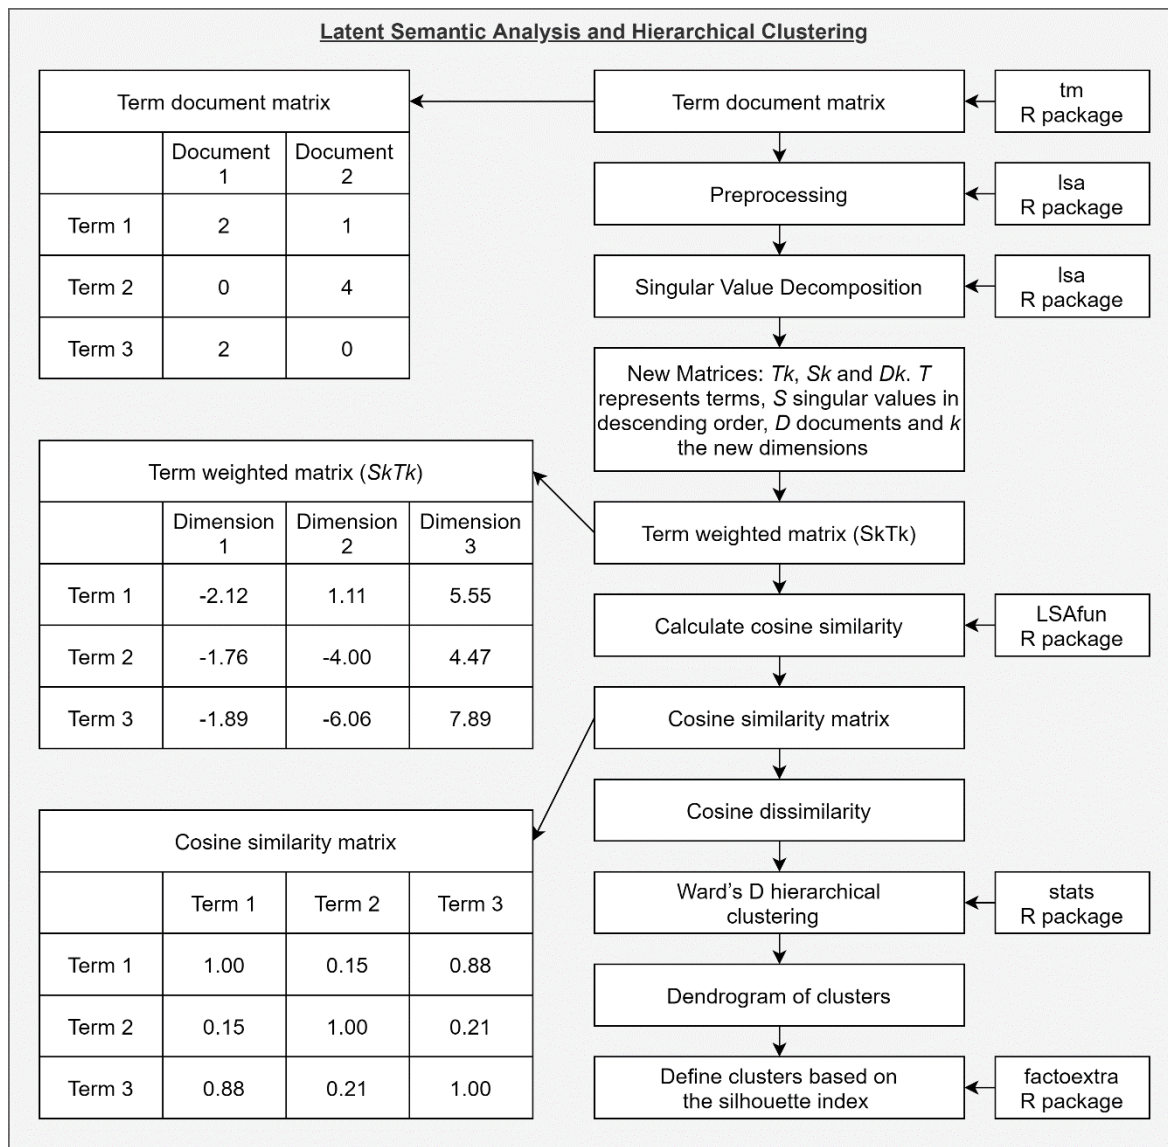 Latent Semantic Analysis and Hierarchical Clustering
Term document matrix
Document
1
Document
2
Term 1
2
1
Term 2
0
4
Term 3
2
0
Term weighted matrix (SkTk)
Dimension
1
Dimension
2
Dimension
3
Term 1
-2.12
1.11
5.55
Term 2
-1.76
-4.00
4.47
Term 3
-1.89
-6.06
7.89
Cosine similarity matrix
Term 1
Term 2
Term 3
Term 1
1.00
0.15
0.88
Term 2
0.15
1.00
0.21
Term 3
0.88
0.21
1.00
Term document matrix
tm
R package
Preprocessing
lsa
R package
Singular Value Decomposition
lsa
R package
New Matrices: Tk, Sk and Dk. T
represents terms, S singular values in
descending order, D documents and k
the new dimensions
Term weighted matrix (SkTk)
Calculate cosine similarity
LSAfun
R package
Cosine similarity matrix
Cosine dissimilarity
Ward's D hierarchical
clustering
stats
R package
Dendrogram of clusters
Define clusters based on
the silhouette index
factoextra
R package